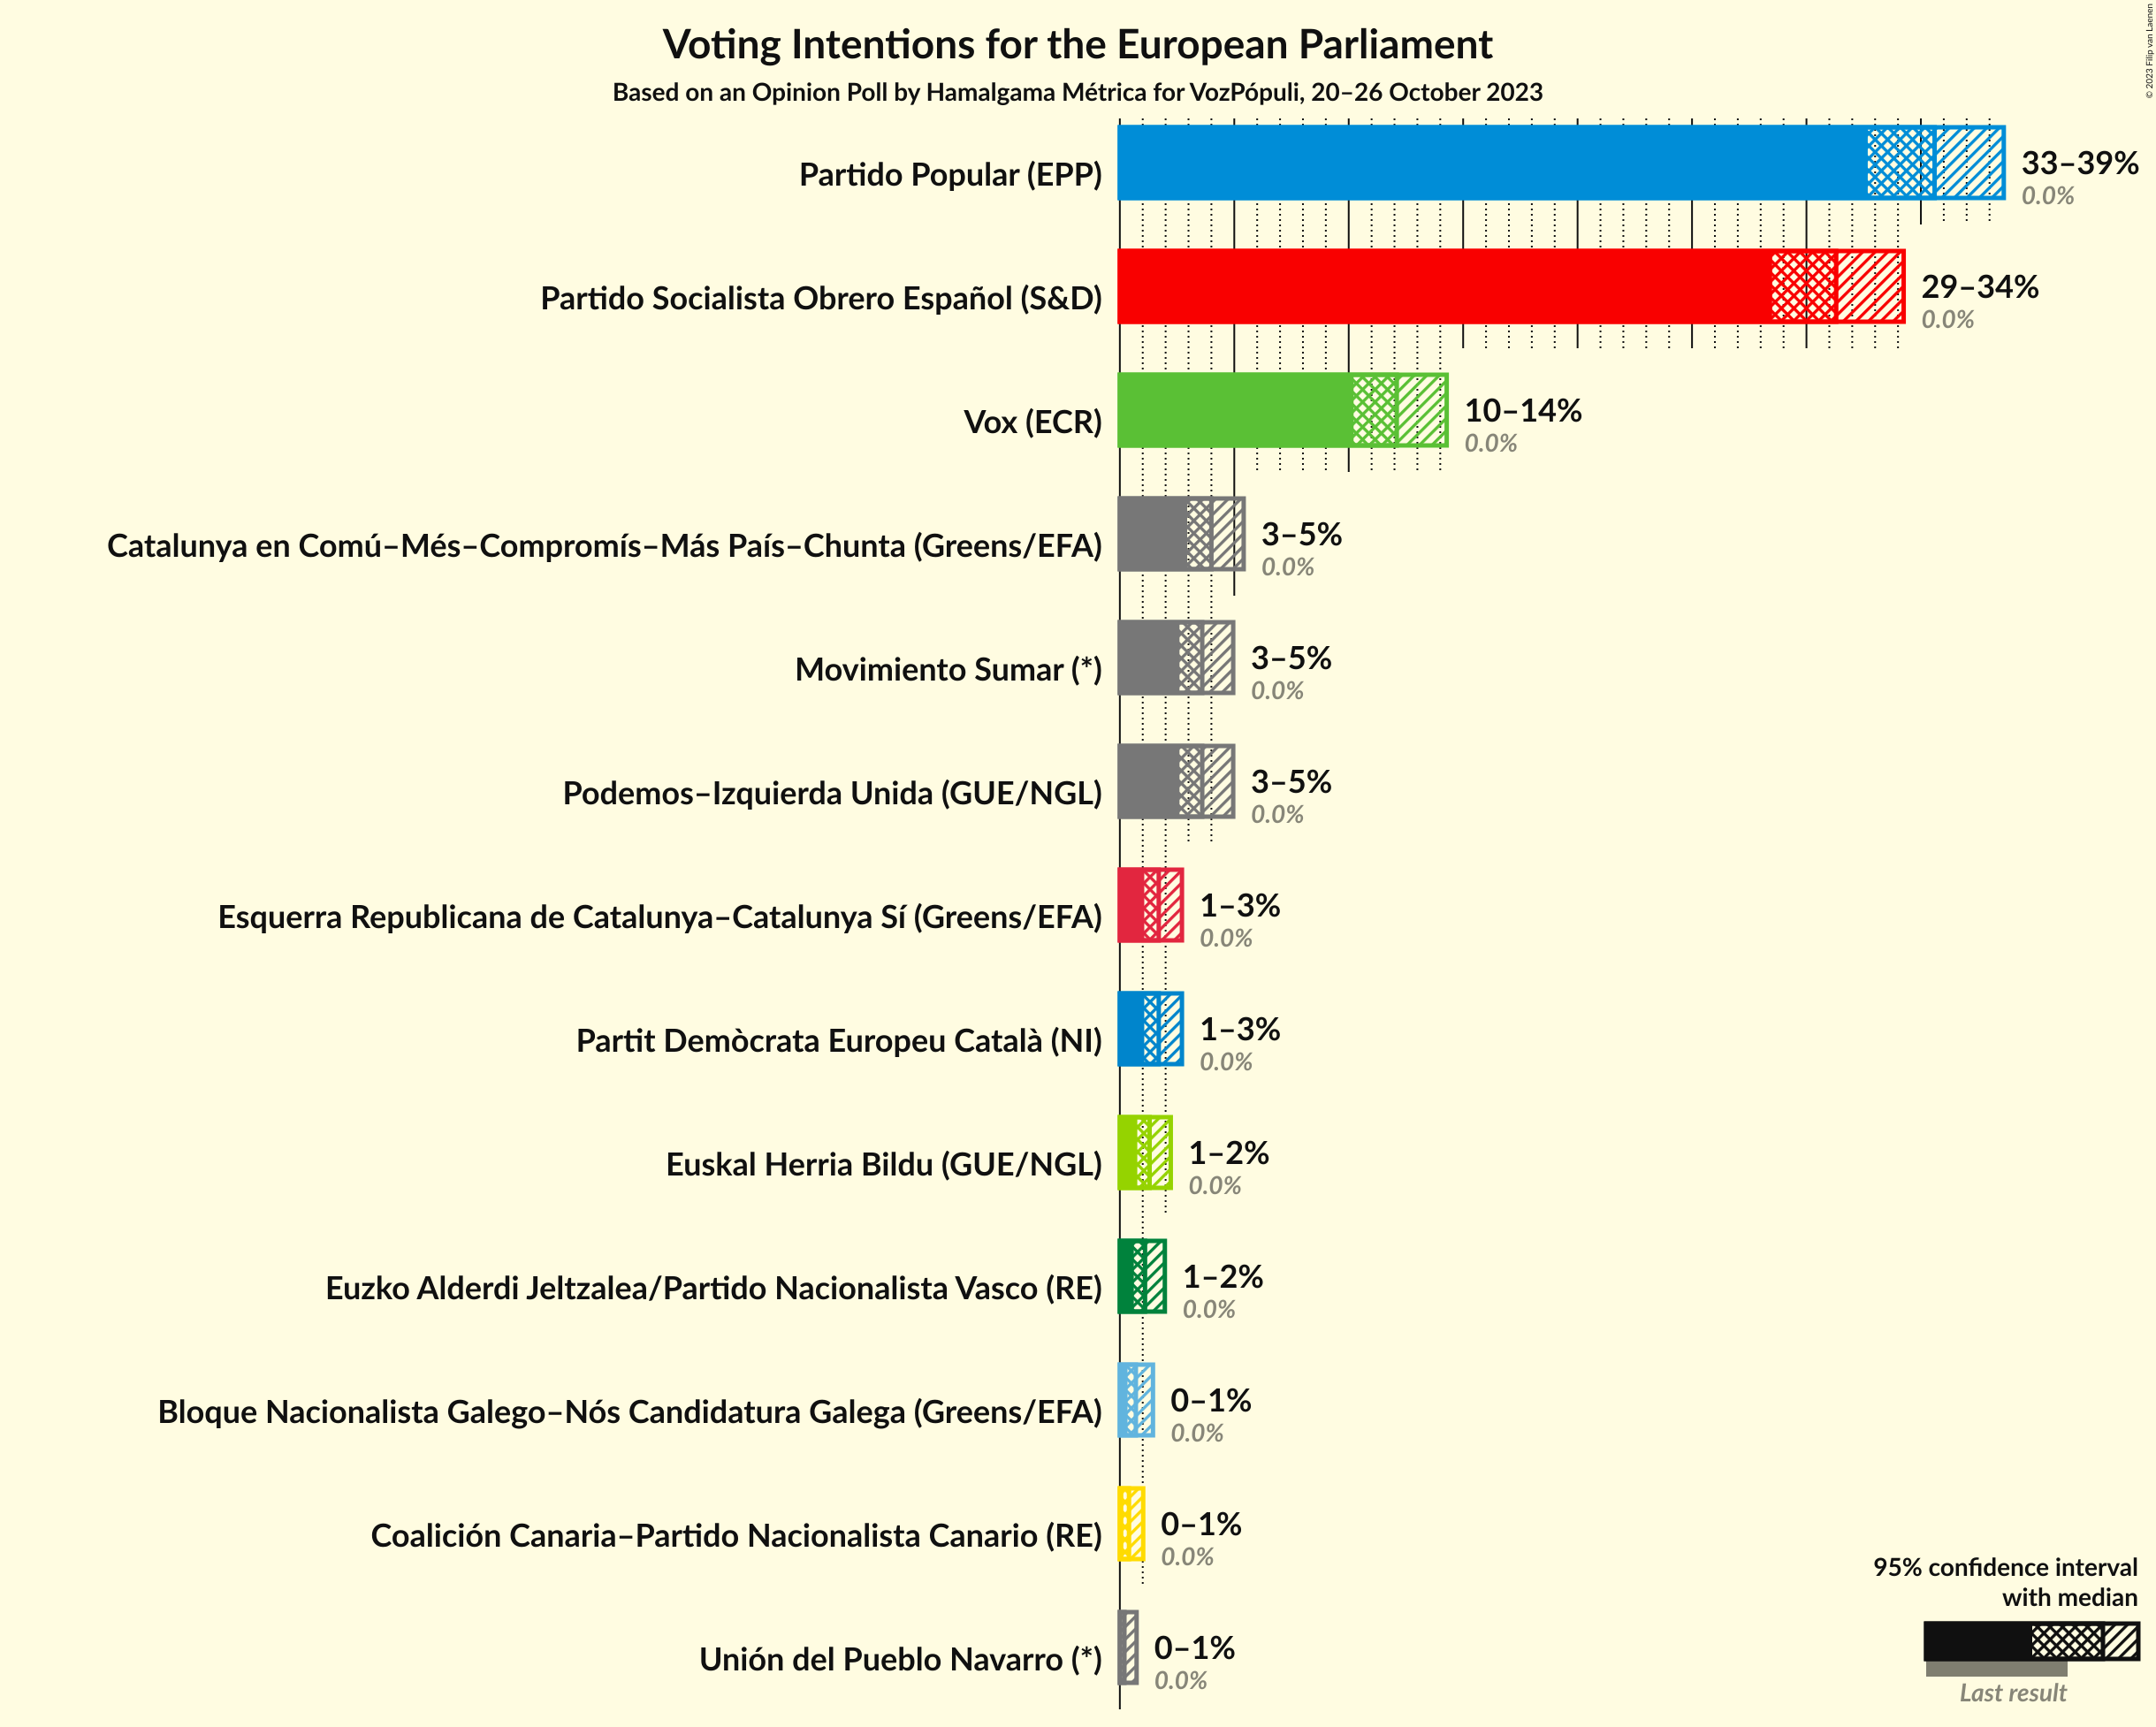 Voting Intentions for the European Parliament
Based on an Opinion Poll by Hamalgama Métrica for VozPópuli, 20–26 October 2023
© 2023 Filip van Laenen
Partido Popular (EPP)
33–39%
0.0%
Partido Socialista Obrero Español (S&D)
29–34%
0.0%
Vox (ECR)
10–14%
0.0%
Catalunya en Comú–Més–Compromís–Más País–Chunta (Greens/EFA)
3–5%
0.0%
Movimiento Sumar (*)
3–5%
0.0%
Podemos–Izquierda Unida (GUE/NGL)
3–5%
0.0%
Esquerra Republicana de Catalunya–Catalunya Sí (Greens/EFA)
1–3%
0.0%
Partit Demòcrata Europeu Català (NI)
1–3%
0.0%
Euskal Herria Bildu (GUE/NGL)
1–2%
0.0%
Euzko Alderdi Jeltzalea/Partido Nacionalista Vasco (RE)
1–2%
0.0%
Bloque Nacionalista Galego–Nós Candidatura Galega (Greens/EFA)
0–1%
0.0%
Coalición Canaria–Partido Nacionalista Canario (RE)
0–1%
0.0%
Unión del Pueblo Navarro (*)
0–1%
0.0%
95% confidence interval
with median
Last result